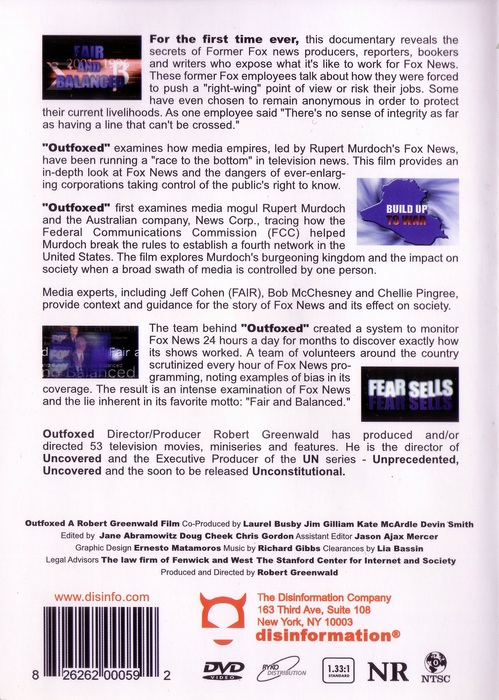 FAIR
AND
BALANCED
For the first time ever, this documentary reveals the
secrets of Former Fox news producers, reporters, bookers
and writers who expose what it's like to work for Fox News.
These former Fox employees talk about how they were forced
to push a "right-wing" point of view or risk their jobs. Some
have even chosen to remain anonymous in order to protect
their current livelihoods. As one employee said "There's no sense of integrity as far
as having a line that can't be crossed."
"Outfoxed" examines how media empires, led by Rupert Murdoch's Fox News,
have been running a "race to the bottom" in television news. This film provides an
in-depth look at Fox News and the dangers of ever-enlarg-
ing corporations taking control of the public's right to know.
BUILD UP
TO WAR
"Outfoxed" first examines media mogul Rupert Murdoch
and the Australian company, News Corp., tracing how the
Federal Communications Commission (FCC) helped
Murdoch break the rules to establish a fourth network in the
United States. The film explores Murdoch's burgeoning kingdom and the impact on
society when a broad swath of media is controlled by one person.
Media experts, including Jeff Cohen (FAIR), Bob McChesney and Chellie Pingree,
provide context and guidance for the story of Fox News and its effect on society.
Fair a
nd Balanced
The team behind "Outfoxed" created a system to monitor
Fox News 24 hours a day for months to discover exactly how
its shows worked. A team of volunteers around the country
scrutinized every hour of Fox News pro-
gramming, noting examples of bias in its
coverage. The result is an intense examination of Fox News
and the lie inherent in its favorite motto: "Fair and Balanced."
FEAR SELLS
FEAR SELLS
Outfoxed Director/Producer Robert Greenwald has produced and/or
directed 53 television movies, miniseries and features. He is the director of
Uncovered and the Executive Producer of the UN series - Unprecedented,
Uncovered and the soon to be released Unconstitutional.
Outfoxed A Robert Greenwald Film Co-Produced by Laurel Busby Jim Gilliam Kate McArdle Devin Smith
Edited by Jane Abramowitz Doug Cheek Chris Gordon Assistant Editor Jason Ajax Mercer
Graphic Design Ernesto Matamoros Music by Richard Gibbs Clearances by Lia Bassin
Legal Advisors The law firm of Fenwick and West The Stanford Center for Internet and Society
Produced and Directed by Robert Greenwald
www.disinfo.com
8 26262 00059 2
The Disinformation Company
163 Third Ave, Suite 108
New York, NY 10003
disinformation®
DVD
VIDEO
RYKO
DISTRIBUTION
1.33:1
STANDARD
NR
NTSC